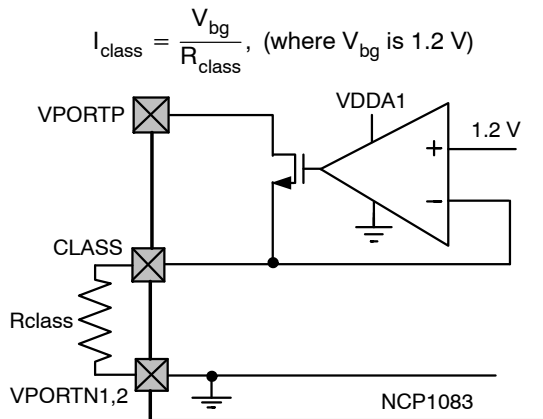 I_class = V_bg / R_class, (where V_bg is 1.2 V)
VPORTP
VDDA1
1.2 V
+
−
CLASS
Rclass
VPORTN1,2
NCP1083